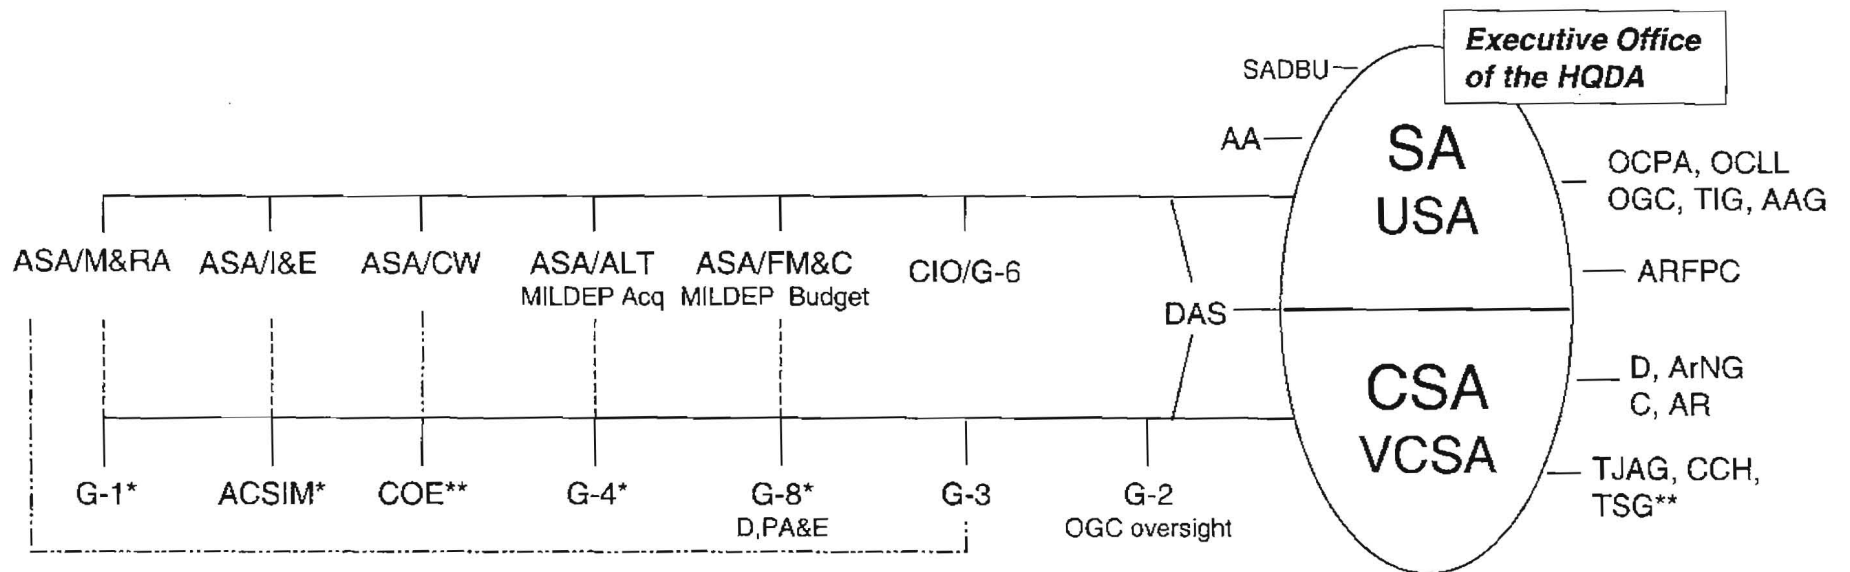 Executive Office
of the HQDA
SADBU
AA
SA
USA
OCPA, OCLL
OGC, TIG, AAG
ASA/M&RA
ASA/I&E
ASA/CW
ASA/ALT
MILDEP Acq
ASA/FM&C
MILDEP Budget
CIO/G-6
DAS
ARFPC
CSA
VCSA
D, ArNG
C, AR
TJAG, CCH,
TSG**
G-1*
ACSIM*
COE**
G-4*
G-8*
D,PA&E
G-3
G-2
OGC oversight